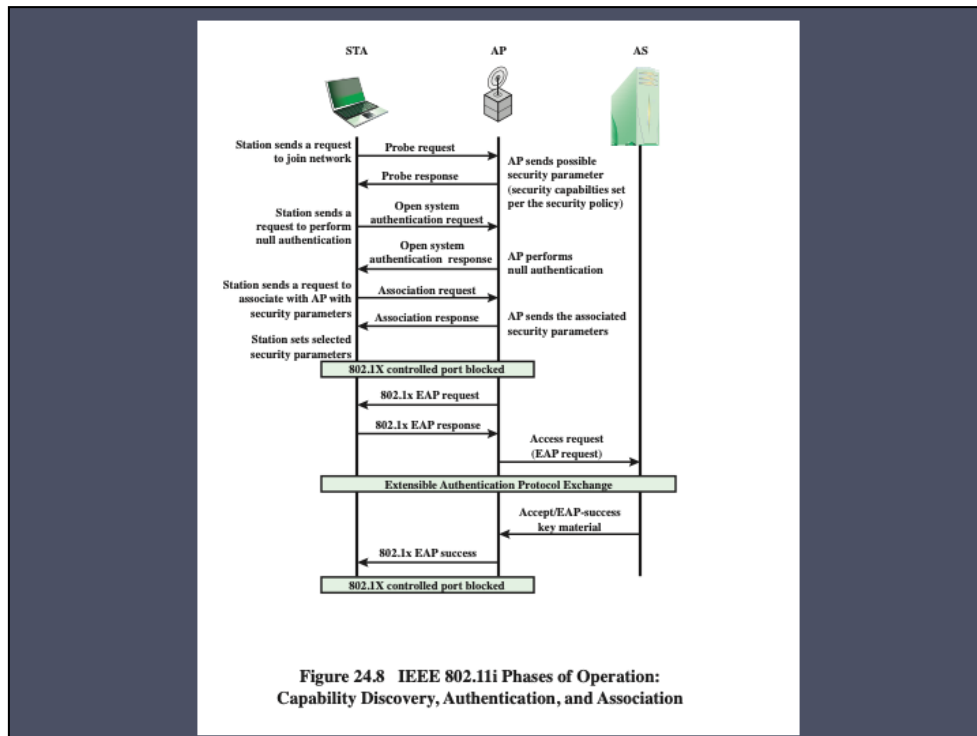 STA
AP
AS
Station sends a request
to join network
Probe request
AP sends possible
security parameter
(security capabilties set
per the security policy)
Probe response
Station sends a
request to perform
null authentication
Open system
authentication request
Open system
authentication response
AP performs
null authentication
Station sends a request to
associate with AP with
security parameters
Association request
Association response
AP sends the associated
security parameters
Station sets selected
security parameters
802.1X controlled port blocked
802.1x EAP request
802.1x EAP response
Access request
(EAP request)
Extensible Authentication Protocol Exchange
Accept/EAP-success
key material
802.1x EAP success
802.1X controlled port blocked
Figure 24.8 IEEE 802.11i Phases of Operation:
Capability Discovery, Authentication, and Association